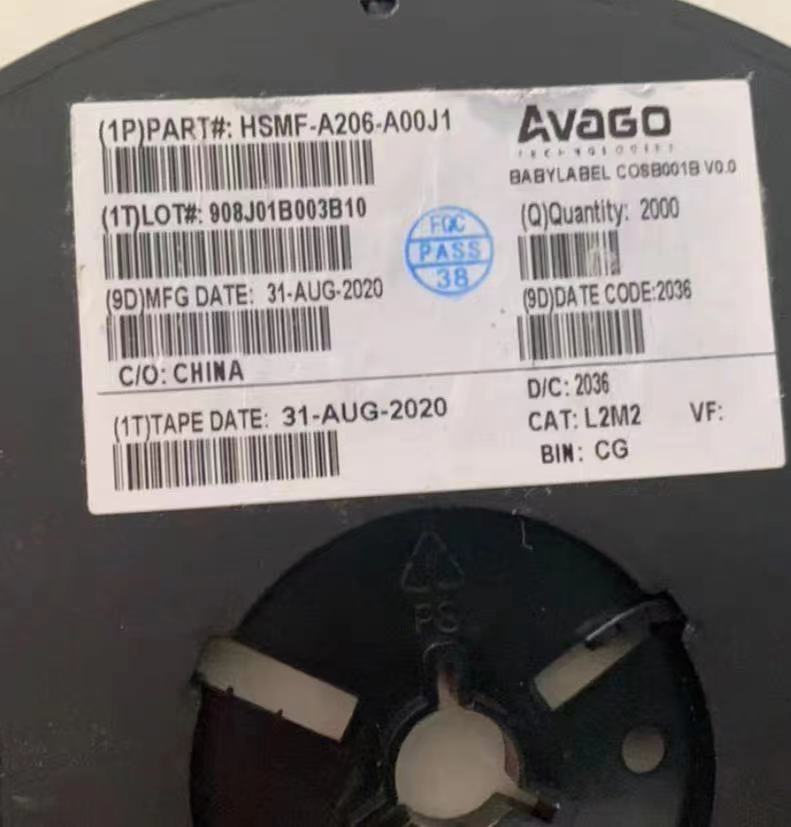 (1P)PART#: HSMF-A206-A00J1
AVAGO
TECHNOLOGIES
BABYLABEL COSB001B V0.0
(1T)LOT#: 908J01B003B10
(Q)Quantity: 2000
FQC
PASS
38
(9D)MFG DATE: 31-AUG-2020
(9D)DATE CODE:2036
C/O: CHINA
D/C: 2036
(1T)TAPE DATE: 31-AUG-2020
CAT: L2M2 VF:
BIN: CG
PS